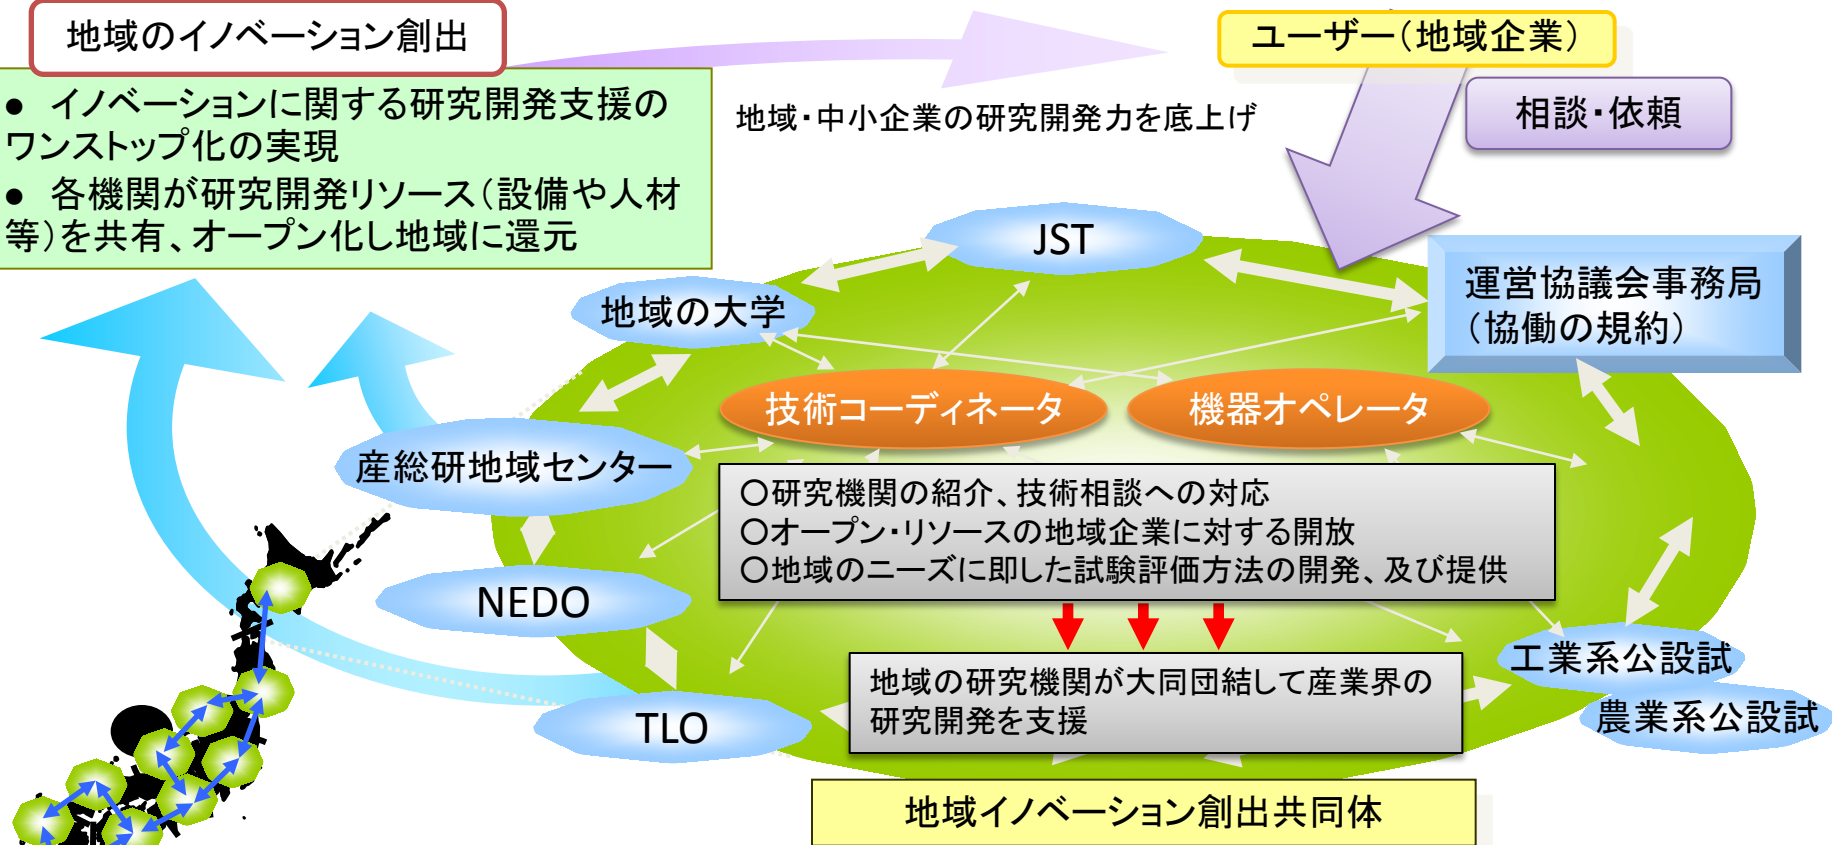 地域のイノベーション創出
● イノベーションに関する研究開発支援の
ワンストップ化の実現
● 各機関が研究開発リソース（設備や人材
等）を共有、オープン化し地域に還元
ユーザー（地域企業）
相談・依頼
地域・中小企業の研究開発力を底上げ
JST
地域の大学
運営協議会事務局
（協働の規約）
技術コーディネータ
機器オペレータ
産総研地域センター
〇研究機関の紹介、技術相談への対応
〇オープン・リソースの地域企業に対する開放
〇地域のニーズに即した試験評価方法の開発、及び提供
NEDO
地域の研究機関が大同団結して産業界の
研究開発を支援
工業系公設試
農業系公設試
TLO
地域イノベーション創出共同体